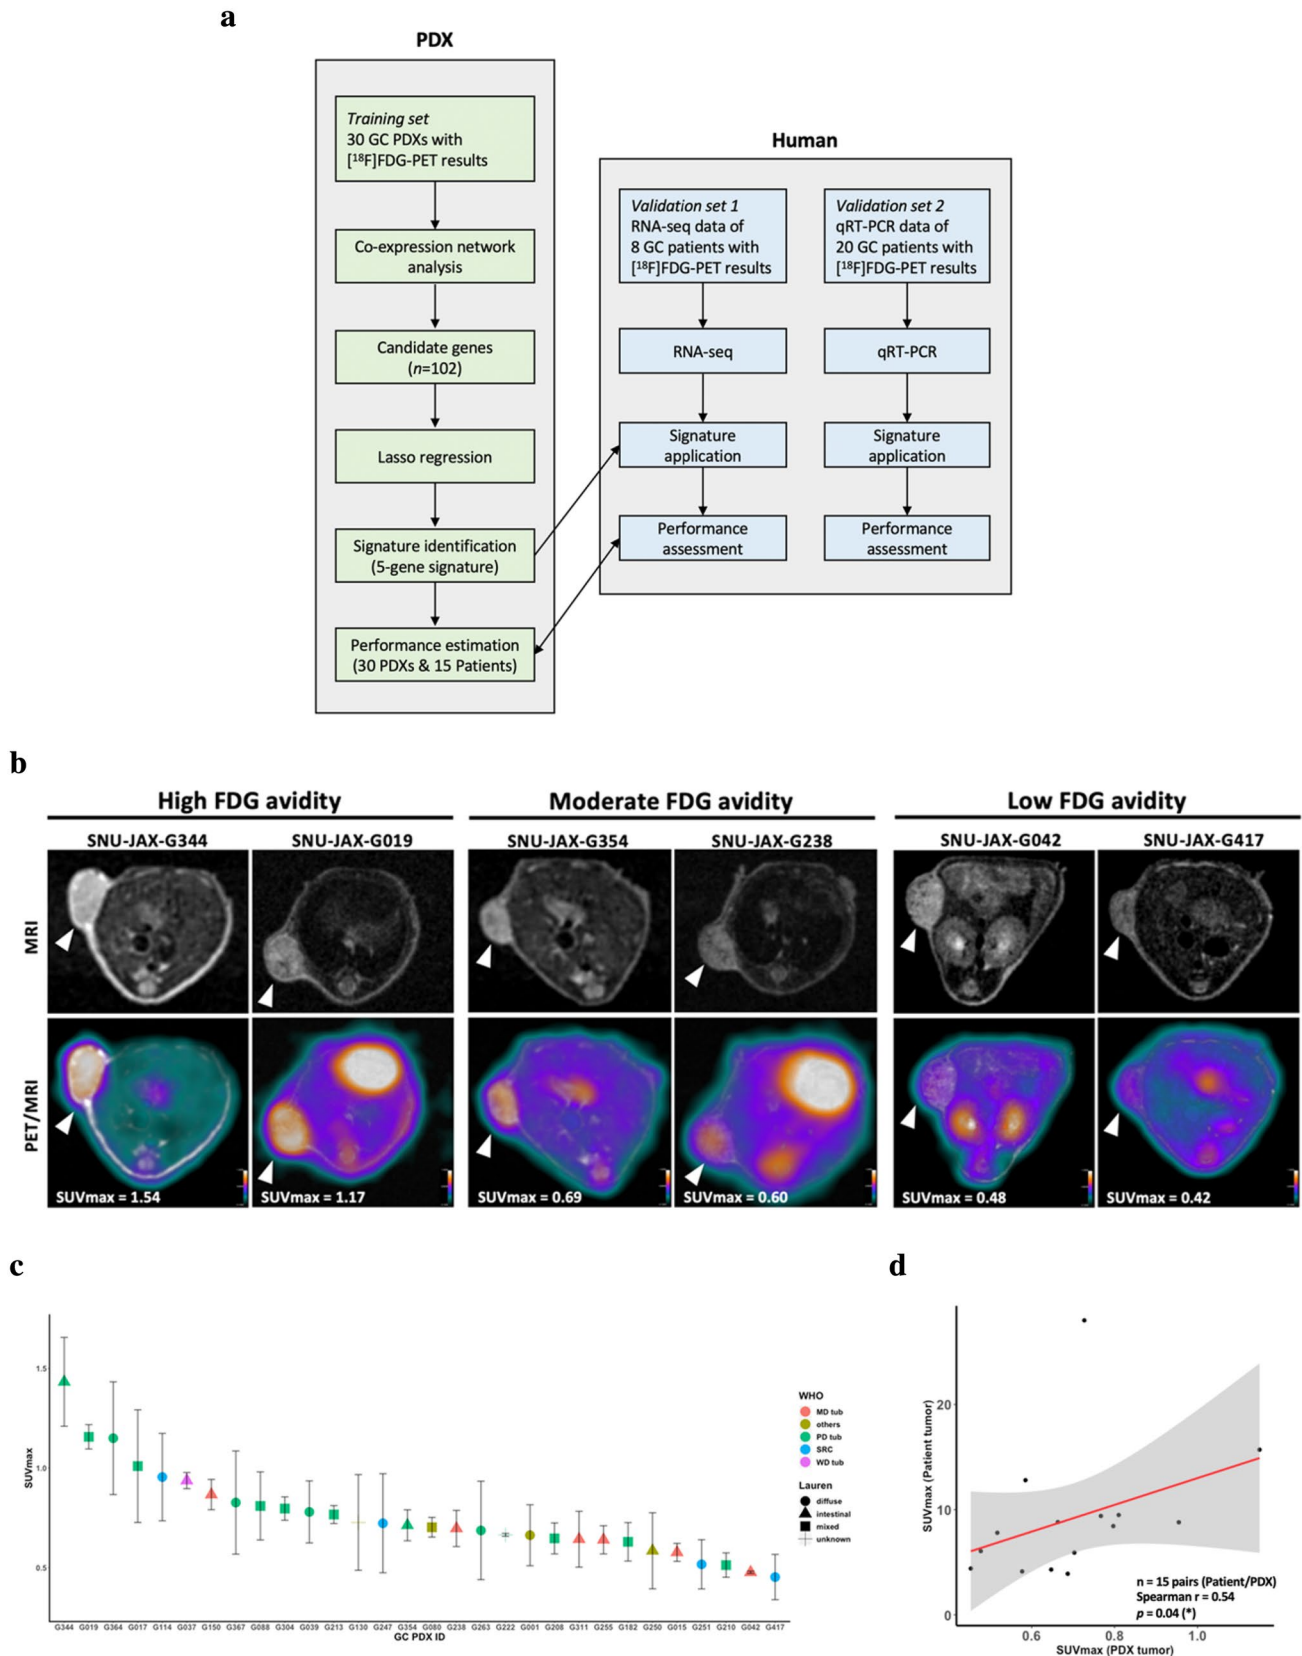 a
PDX
Training set
30 GC PDXs with
[18F]FDG-PET results
Co-expression network
analysis
Candidate genes
(n=102)
Lasso regression
Signature identification
(5-gene signature)
Performance estimation
(30 PDXs & 15 Patients)
Human
Validation set 1
RNA-seq data of
8 GC patients with
[18F]FDG-PET results
RNA-seq
Signature
application
Performance
assessment
Validation set 2
qRT-PCR data of
20 GC patients with
[18F]FDG-PET results
qRT-PCR
Signature
application
Performance
assessment
b
High FDG avidity
Moderate FDG avidity
Low FDG avidity
SNU-JAX-G344
SNU-JAX-G019
SNU-JAX-G354
SNU-JAX-G238
SNU-JAX-G042
SNU-JAX-G417
MRI
PET/MRI
SUVmax = 1.54
SUVmax = 1.17
SUVmax = 0.69
SUVmax = 0.60
SUVmax = 0.48
SUVmax = 0.42
c
SUVmax
1.5
1.0
0.5
G344 G019 G364 G017 G114 G037 G150 G367 G088 G304 G039 G213 G130 G247 G354 G080 G238 G263 G222 G001 G208 G311 G255 G182 G250 G015 G251 G210 G042 G417
GC PDX ID
WHO
MD tub
others
PD tub
SRC
WD tub
Lauren
diffuse
intestinal
mixed
unknown
d
SUVmax (Patient tumor)
20
10
0
n = 15 pairs (Patient/PDX)
Spearman r = 0.54
p = 0.04 (*)
0.6 0.8 1.0
SUVmax (PDX tumor)